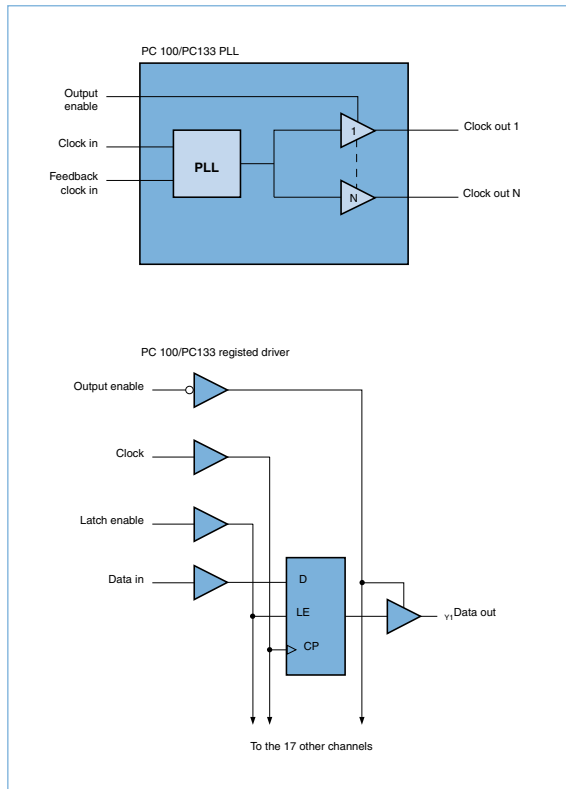 PC 100/PC133 PLL
Output
enable
Clock in
Feedback
clock in
PLL
1
N
Clock out 1
Clock out N
PC 100/PC133 registed driver
Output enable
Clock
Latch enable
Data in
D
LE
CP
Y1Data out
To the 17 other channels